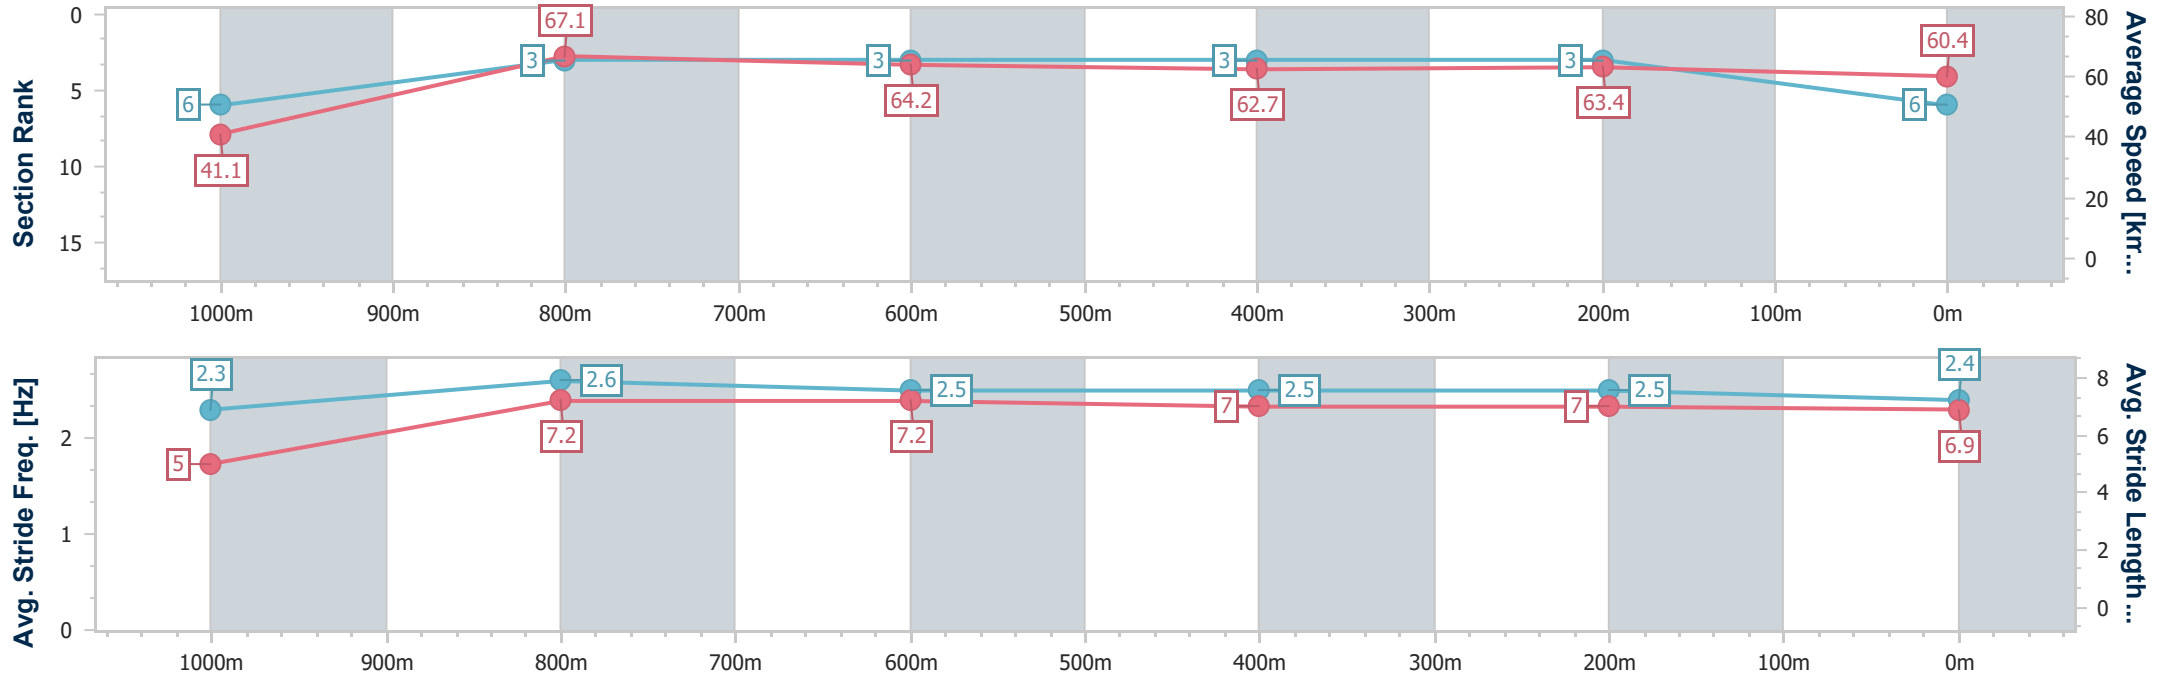 67.1
0
80
60.4
3
3
3
3
60
6
6
5
64.2
62.7
63.4
40
41.1
10
20
15
0
Section Rank
Average Speed [km...
1000m
900m
800m
700m
600m
500m
400m
300m
200m
100m
0m
2.3
2.4
2.6
2.5
2.5
2.5
8
7
7
2
7.2
7.2
6
6.9
5
4
1
2
0
0
Avg. Stride Freq. [Hz]
Avg. Stride Length...
1000m
900m
800m
700m
600m
500m
400m
300m
200m
100m
0m